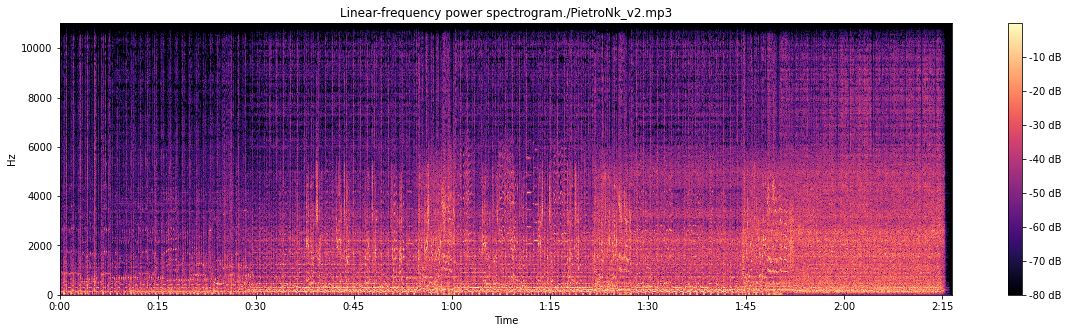 Linear-frequency power spectrogram./PietroNk_v2.mp3
10000
8000
6000
4000
2000
0
Hz
0:00 0:15 0:30 0:45 1:00 1:15 1:30 1:45 2:00 2:15
Time
-10 dB
-20 dB
-30 dB
-40 dB
-50 dB
-60 dB
-70 dB
-80 dB